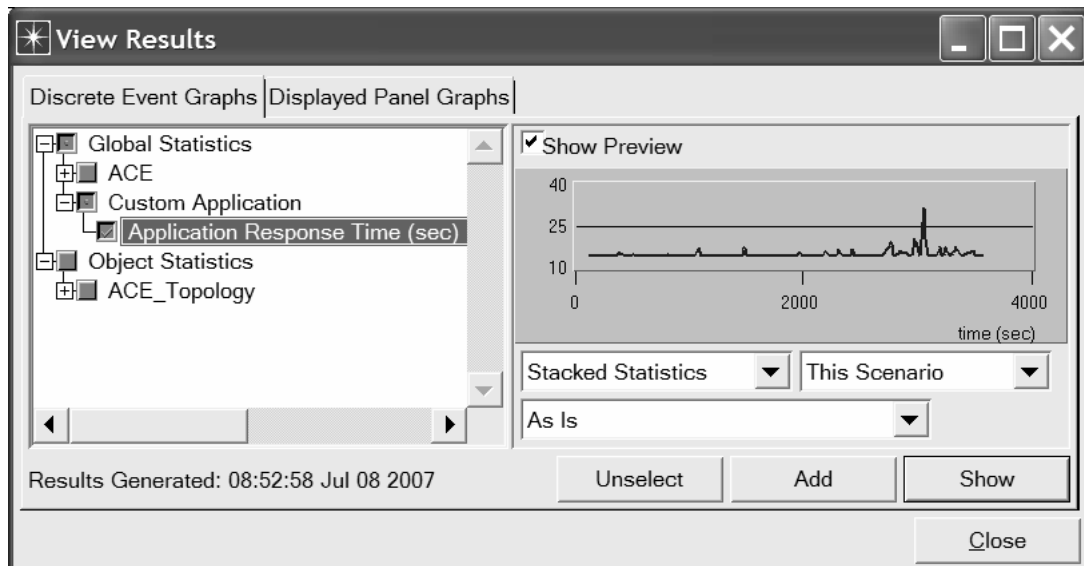 View Results
Discrete Event Graphs
Displayed Panel Graphs
Global Statistics
ACE
Custom Application
Application Response Time (sec)
Object Statistics
ACE_Topology
Show Preview
40
25
10
0
2000
4000
time (sec)
Stacked Statistics
This Scenario
As Is
Results Generated: 08:52:58 Jul 08 2007
Unselect
Add
Show
Close